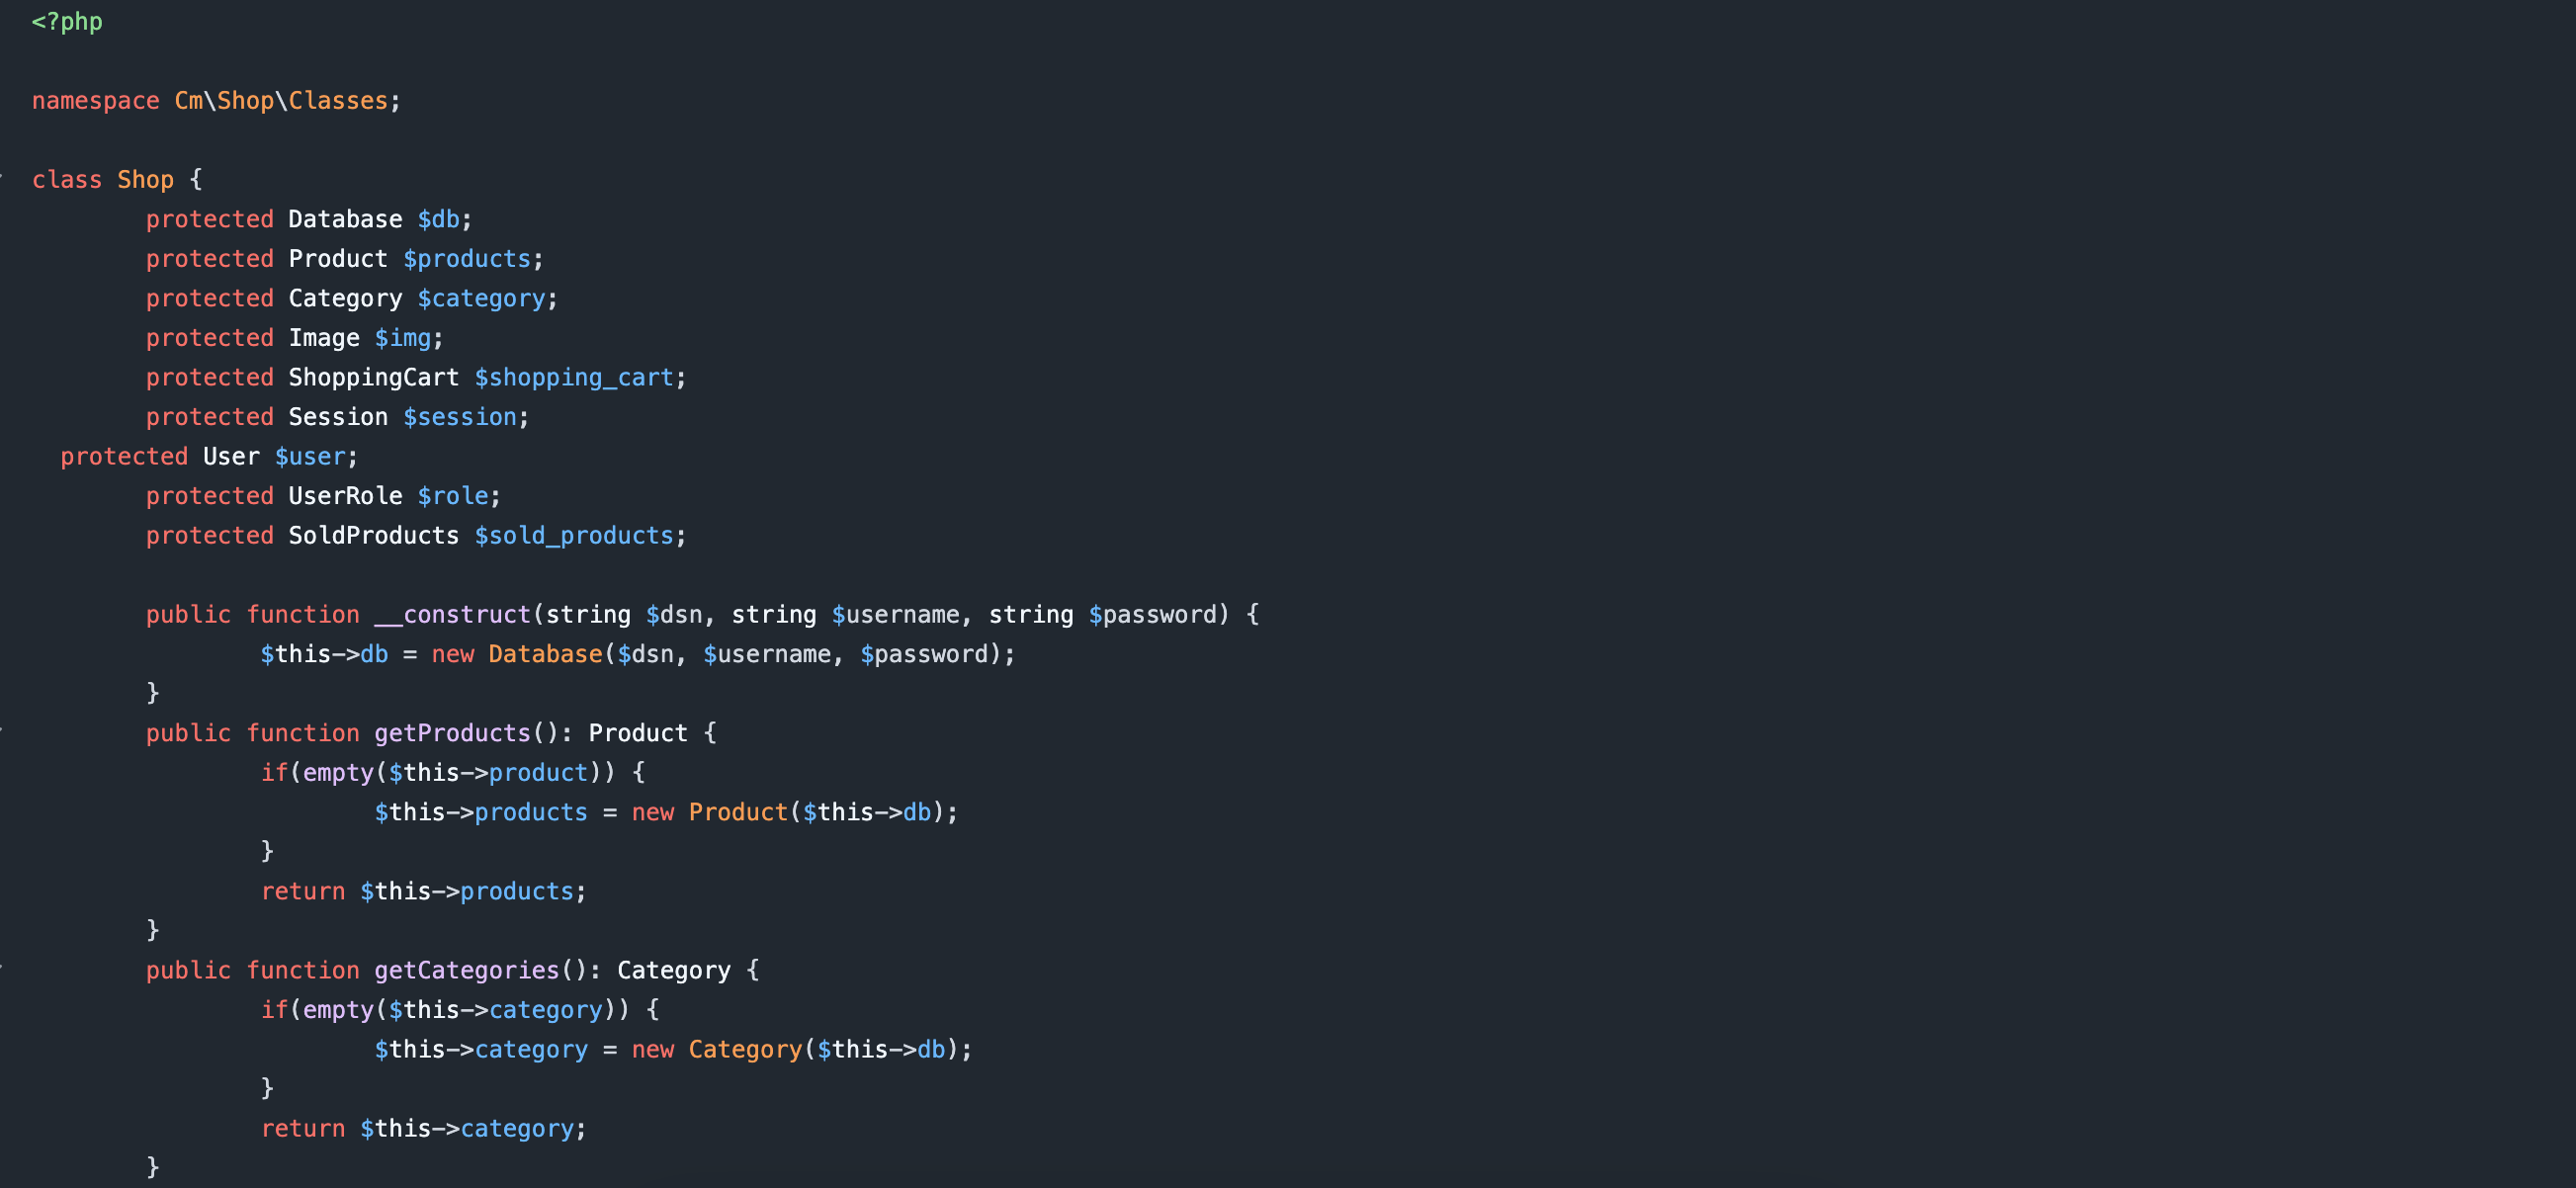 <?php
namespace Cm\Shop\Classes;
class Shop {
protected Database $db;
protected Product $products;
protected Category $category;
protected Image $img;
protected ShoppingCart $shopping_cart;
protected Session $session;
protected User $user;
protected UserRole $role;
protected SoldProducts $sold_products;
public function __construct(string $dsn, string $username, string $password) {
$this->db = new Database($dsn, $username, $password);
}
public function getProducts(): Product {
if(empty($this->product)) {
$this->products = new Product($this->db);
}
return $this->products;
}
public function getCategories(): Category {
if(empty($this->category)) {
$this->category = new Category($this->db);
}
return $this->category;
}